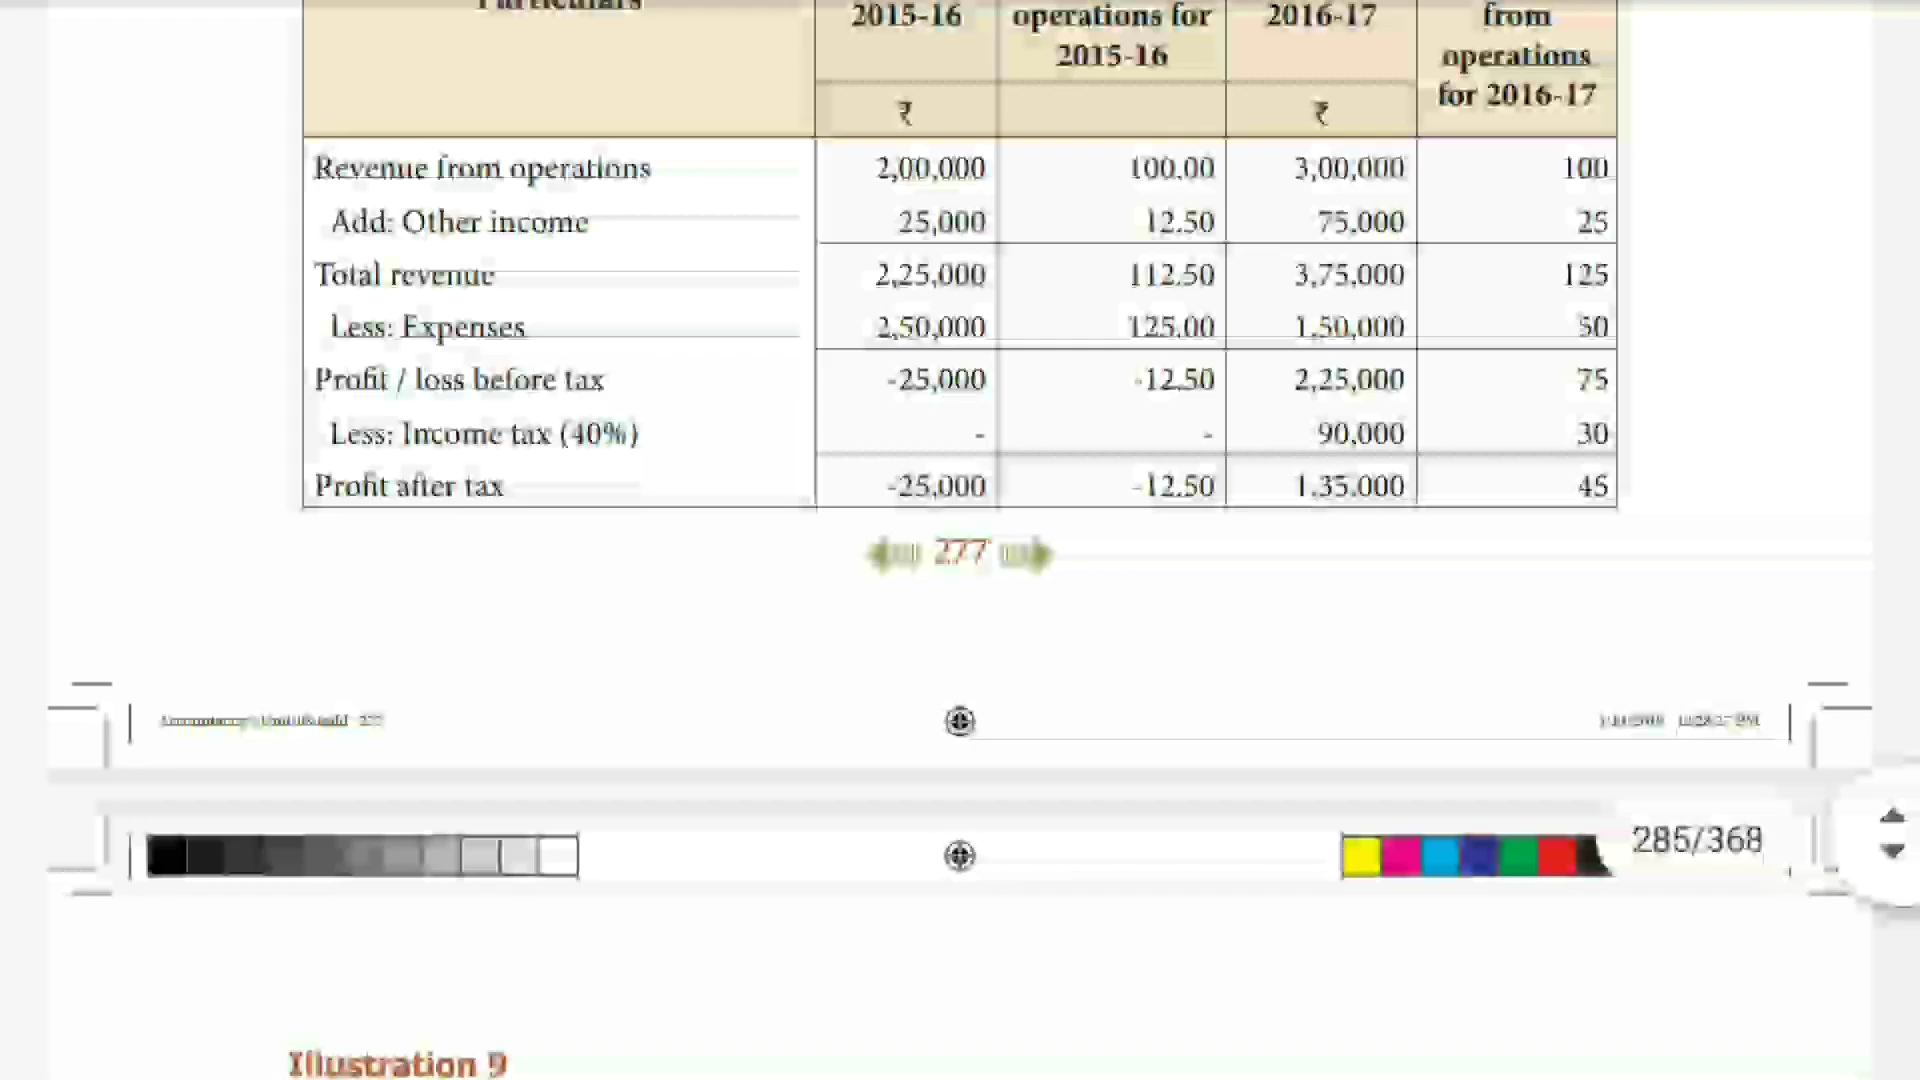 Particulars
2015-16 operations for 2016-17 from
2015-16 operations
for 2016-17
₹ ₹
Revenue from operations 2,00,000 100.00 3,00,000 100
Add: Other income 25,000 12.50 75,000 25
Total revenue 2,25,000 112.50 3,75,000 125
Less: Expenses 2,50,000 125.00 1,50,000 50
Profit / loss before tax -25,000 -12.50 2,25,000 75
Less: Income tax (40%) - - 90,000 30
Profit after tax -25,000 -12.50 1,35,000 45
277
285/368
Illustration 9